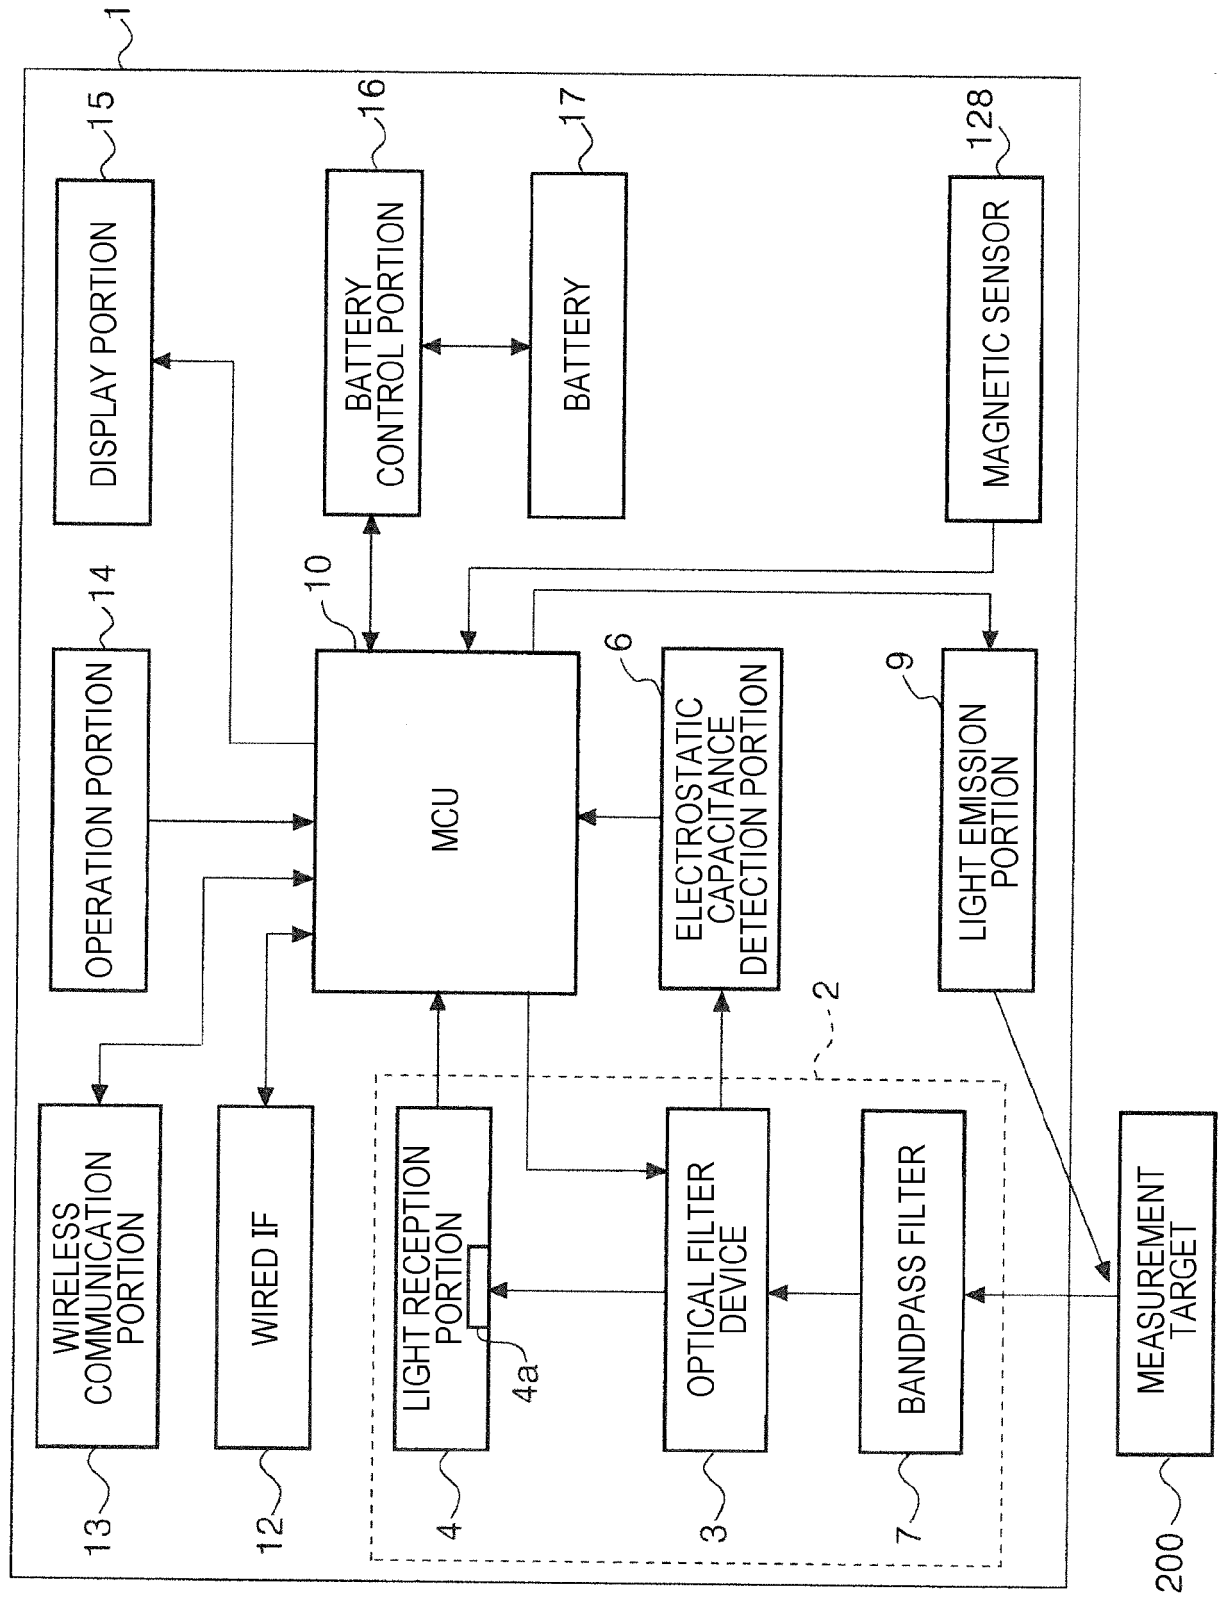 1
13
WIRELESS
COMMUNICATION
PORTION
OPERATION PORTION
14
DISPLAY PORTION
15
12
WIRED IF
10
MCU
BATTERY
CONTROL PORTION
16
BATTERY
17
4
LIGHT RECEPTION
PORTION
4a
2
3
OPTICAL FILTER
DEVICE
6
ELECTROSTATIC
CAPACITANCE
DETECTION PORTION
7
BANDPASS FILTER
9
LIGHT EMISSION
PORTION
MAGNETIC SENSOR
128
200
MEASUREMENT
TARGET